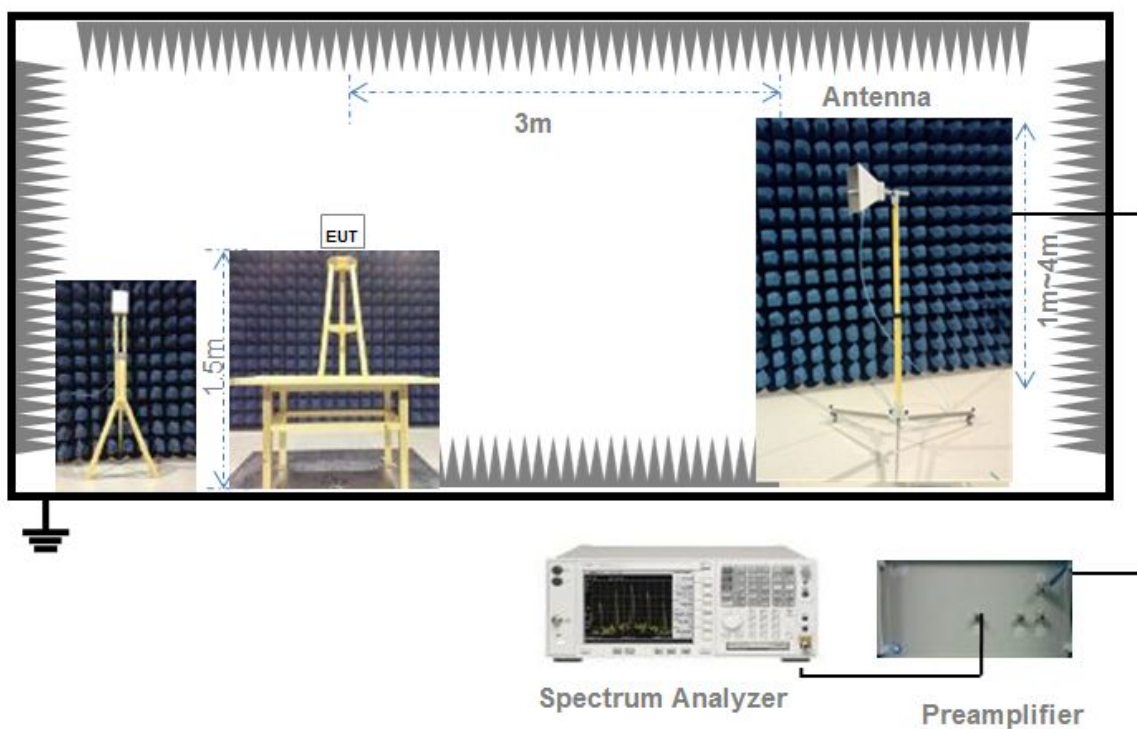 Antenna
3m
EUT
1.5m
1m~4m
Spectrum Analyzer
Preamplifier